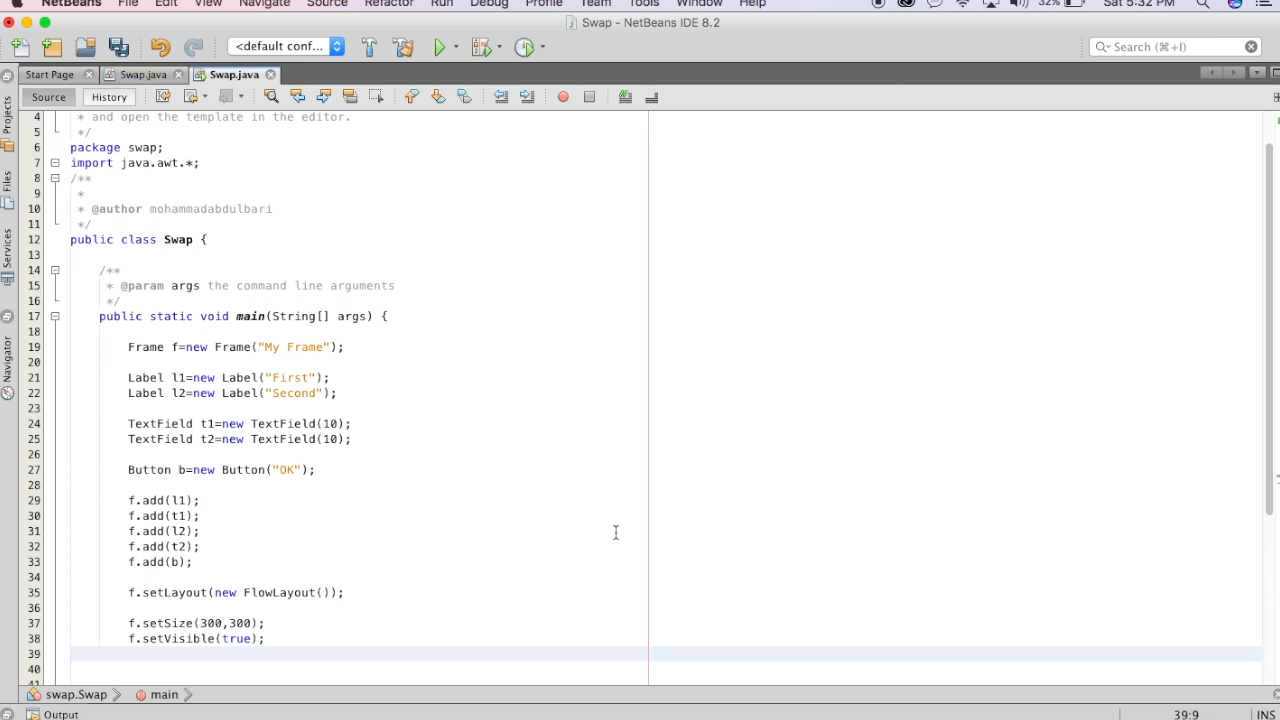 NetBeans File Edit View Navigate Source Refactor Run Debug Profile Team Tools Window Help 32% Sat 5:32 PM
Swap - NetBeans IDE 8.2
<default conf... Search (⌘+I)
Start Page Swap.java Swap.java
Source History
Projects
Files
Services
Navigator
4 * and open the template in the editor.
5 */
6 package swap;
7 import java.awt.*;
8 /**
9 *
10 * @author mohammadabdulbari
11 */
12 public class Swap {
13
14 /**
15 * @param args the command line arguments
16 */
17 public static void main(String[] args) {
18
19 Frame f=new Frame("My Frame");
20
21 Label l1=new Label("First");
22 Label l2=new Label("Second");
23
24 TextField t1=new TextField(10);
25 TextField t2=new TextField(10);
26
27 Button b=new Button("OK");
28
29 f.add(l1);
30 f.add(t1);
31 f.add(l2);
32 f.add(t2);
33 f.add(b);
34
35 f.setLayout(new FlowLayout());
36
37 f.setSize(300,300);
38 f.setVisible(true);
39
40
41
swap.Swap main
Output 39:9 INS